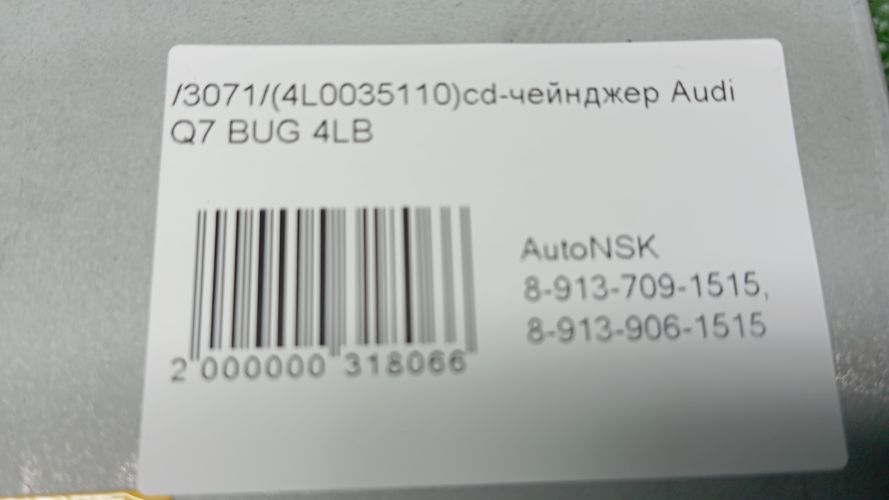 /3071/(4L0035110)cd-чейнджер Audi
Q7 BUG 4LB
AutoNSK
8-913-709-1515,
8-913-906-1515
2 000000 318066